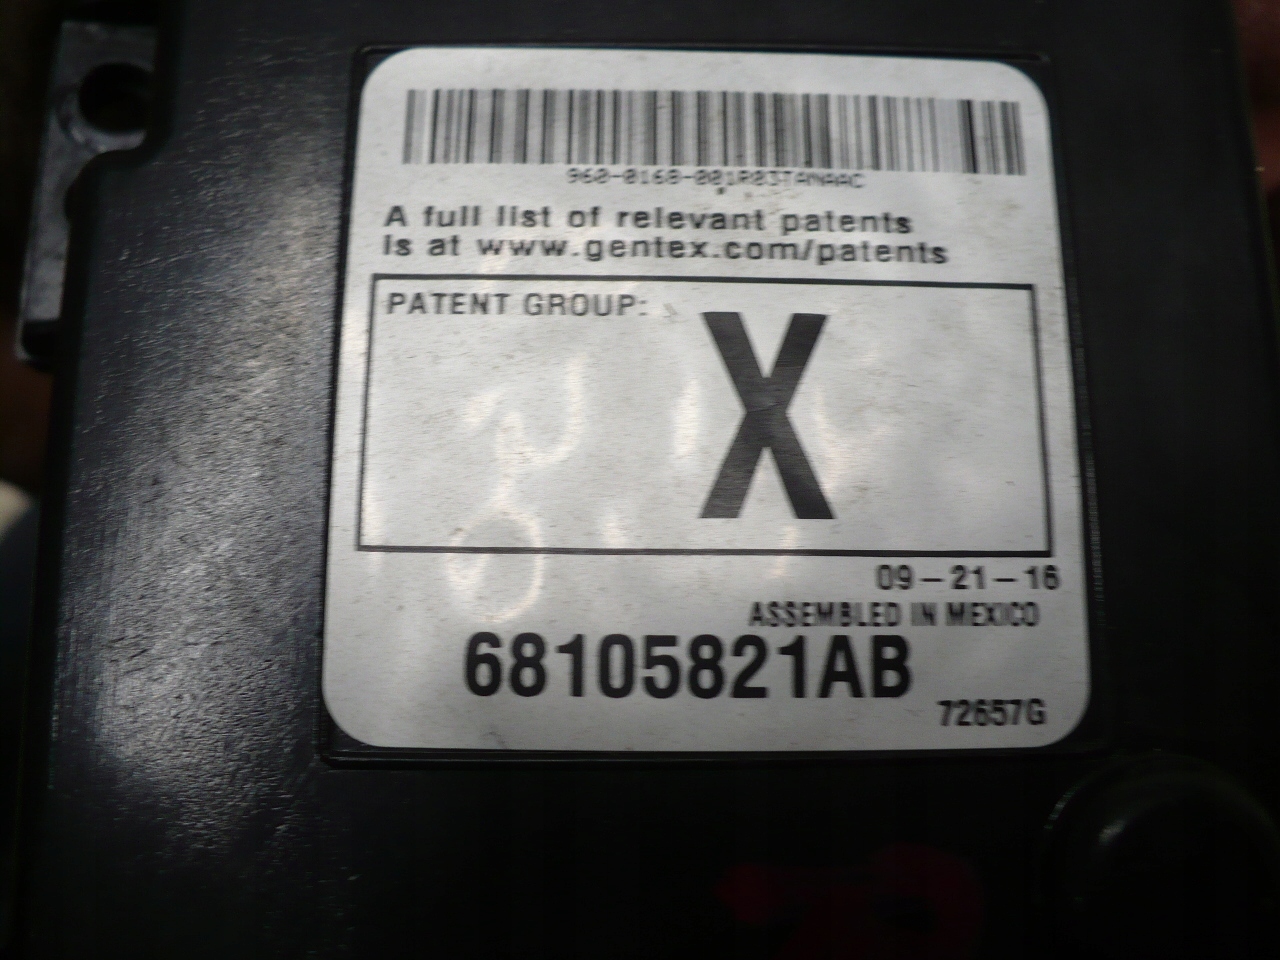 960-0168-001R03TANAAC
A full list of relevant patents
is at www.gentex.com/patents
PATENT GROUP:
X
09-21-16
ASSEMBLED IN MEXICO
68105821AB
72657G